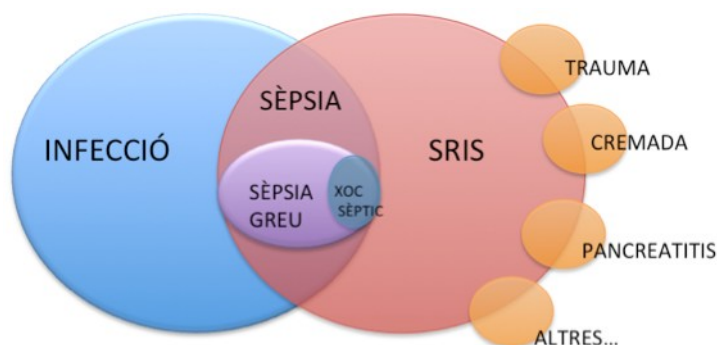 INFECCIÓ
SÈPSIA
SÈPSIA
GREU
XOC
SÈPTIC
SRIS
TRAUMA
CREMADA
PANCREATITIS
ALTRES...